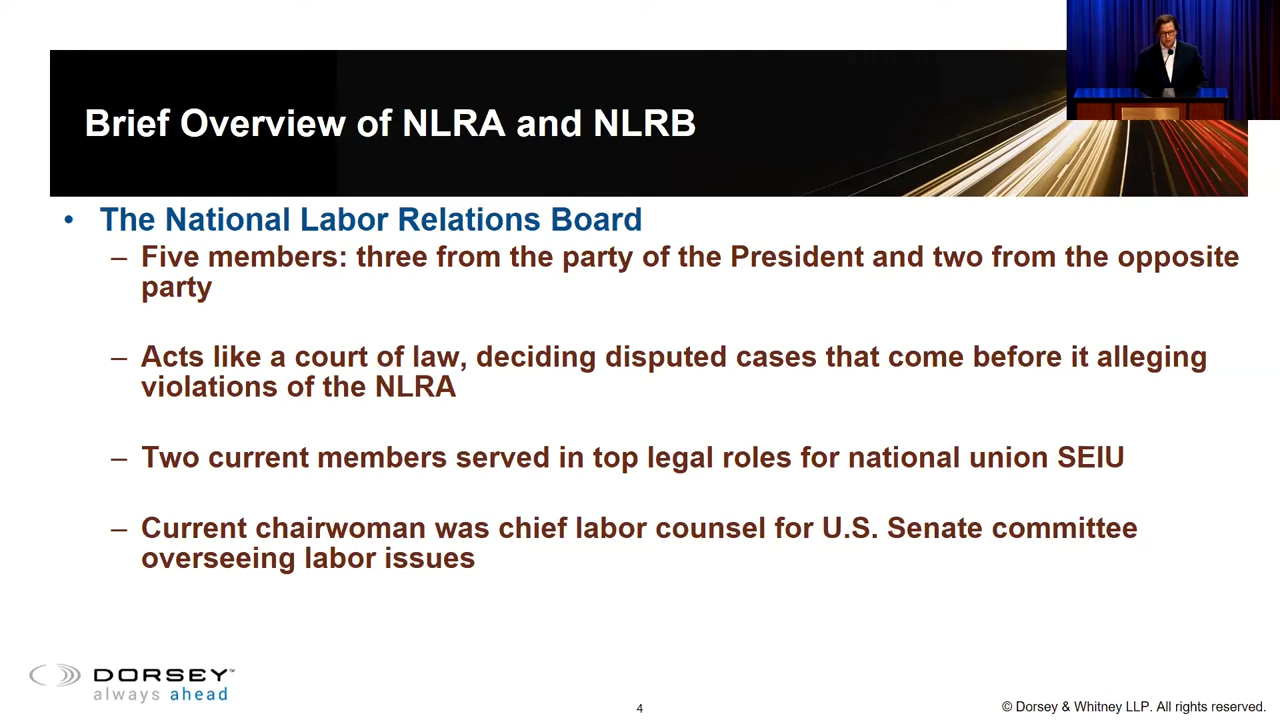 Brief Overview of NLRA and NLRB
• The National Labor Relations Board
– Five members: three from the party of the President and two from the opposite
party
– Acts like a court of law, deciding disputed cases that come before it alleging
violations of the NLRA
– Two current members served in top legal roles for national union SEIU
– Current chairwoman was chief labor counsel for U.S. Senate committee
overseeing labor issues
DORSEY™
always ahead
4
© Dorsey & Whitney LLP. All rights reserved.